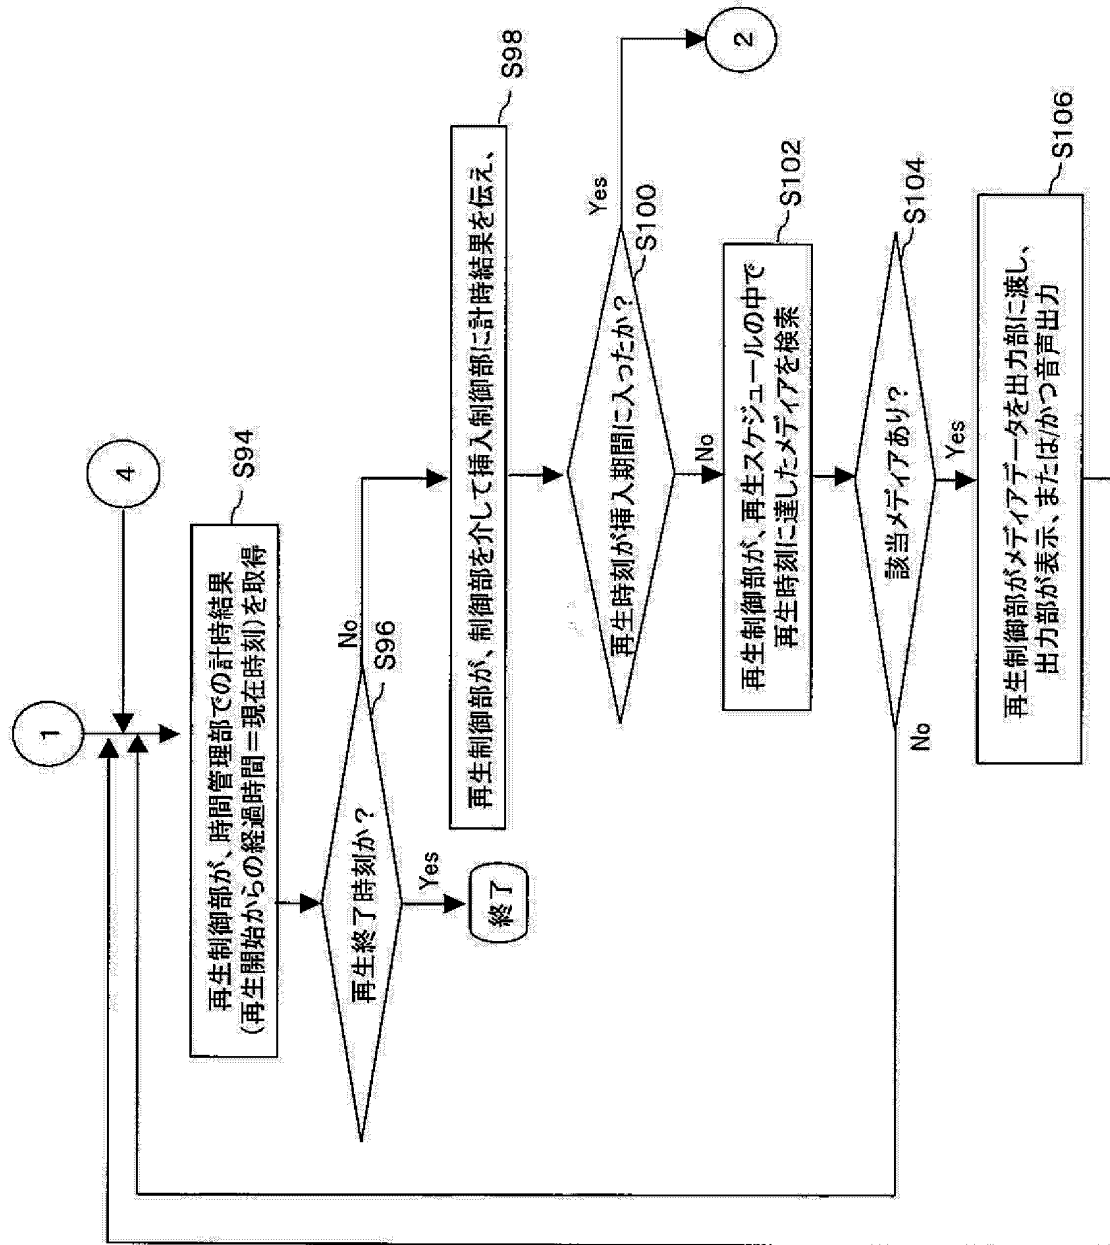 1
4
再生制御部が、時間管理部での計時結果
(再生開始からの経過時間＝現在時刻)を取得
S94
再生終了時刻か？
S96
No
Yes
終了
再生制御部が、制御部を介して挿入制御部に計時結果を伝え、
S98
再生時刻が挿入期間に入ったか？
S100
Yes
2
No
再生制御部が、再生スケジュールの中で
再生時刻に達したメディアを検索
S102
該当メディアあり？
S104
No
Yes
再生制御部がメディアデータを出力部に渡し、
出力部が表示、または/かつ音声出力
S106